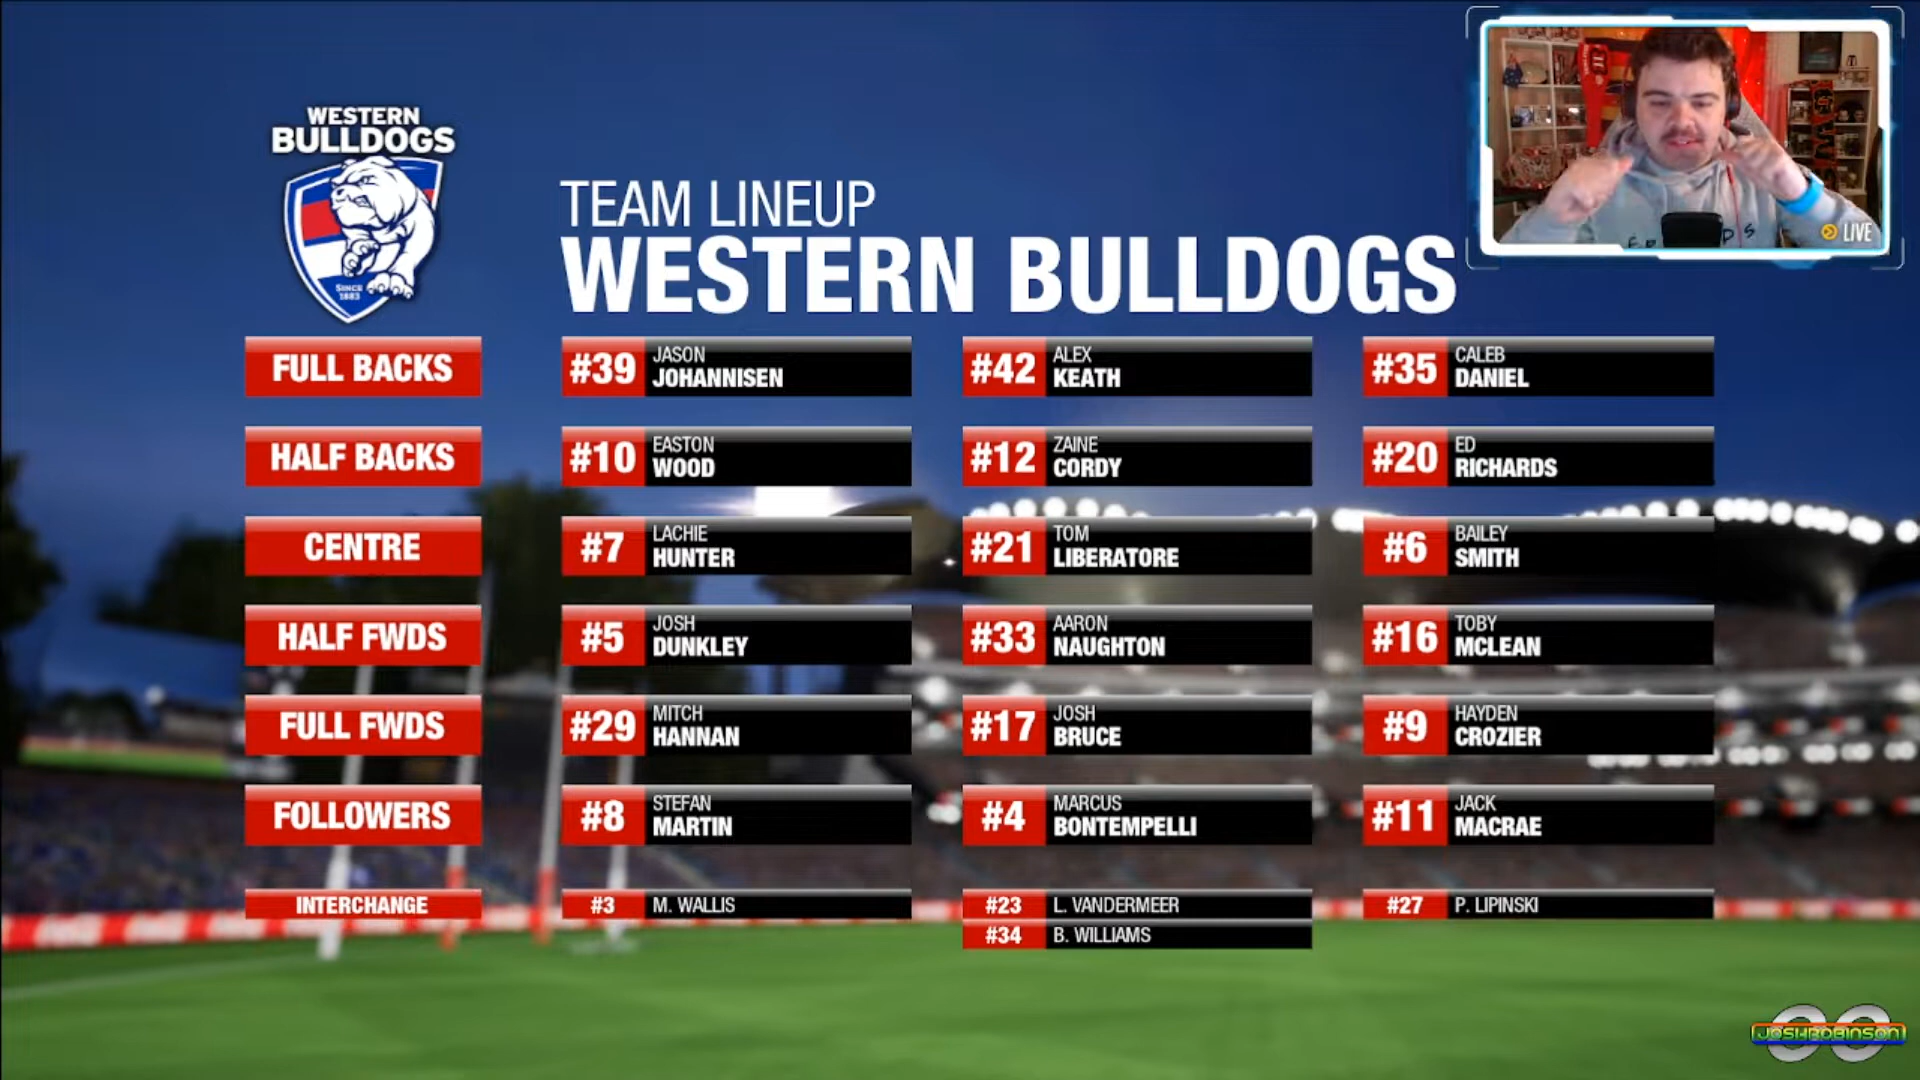 WESTERN
BULLDOGS
SINCE
1883
TEAM LINEUP
WESTERN BULLDOGS
LIVE
FULL BACKS
#39 JASON JOHANNISEN
#42 ALEX KEATH
#35 CALEB DANIEL
HALF BACKS
#10 EASTON WOOD
#12 ZAINE CORDY
#20 ED RICHARDS
CENTRE
#7 LACHIE HUNTER
#21 TOM LIBERATORE
#6 BAILEY SMITH
HALF FWDS
#5 JOSH DUNKLEY
#33 AARON NAUGHTON
#16 TOBY MCLEAN
FULL FWDS
#29 MITCH HANNAN
#17 JOSH BRUCE
#9 HAYDEN CROZIER
FOLLOWERS
#8 STEFAN MARTIN
#4 MARCUS BONTEMPELLI
#11 JACK MACRAE
INTERCHANGE
#3 M. WALLIS
#23 L. VANDERMEER
#27 P. LIPINSKI
#34 B. WILLIAMS
JOSHROBINSON